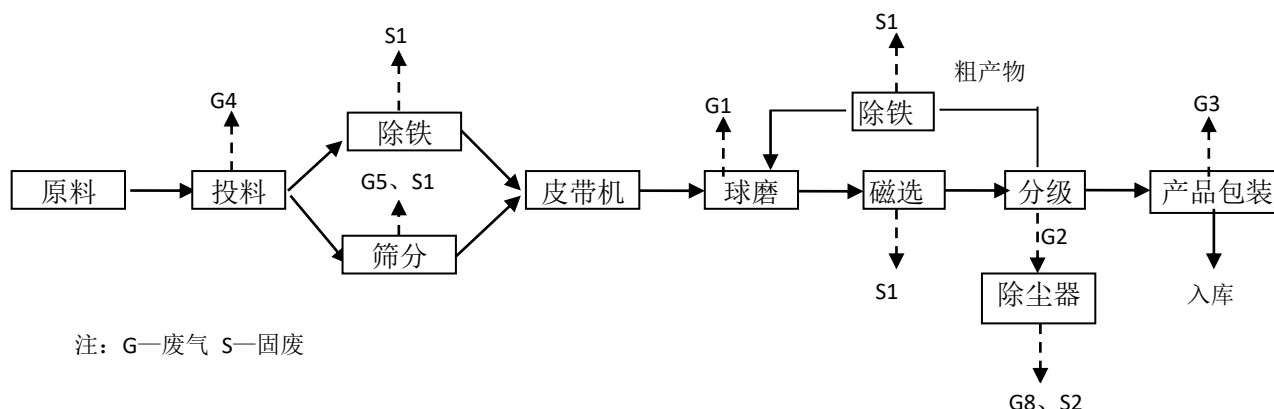 S1
S1
粗产物
G4
G1
G3
除铁
除铁
G5、S1
原料
投料
皮带机
球磨
磁选
分级
产品包装
筛分
G2
S1
除尘器
入库
注：G—废气 S—固废
G8、S2